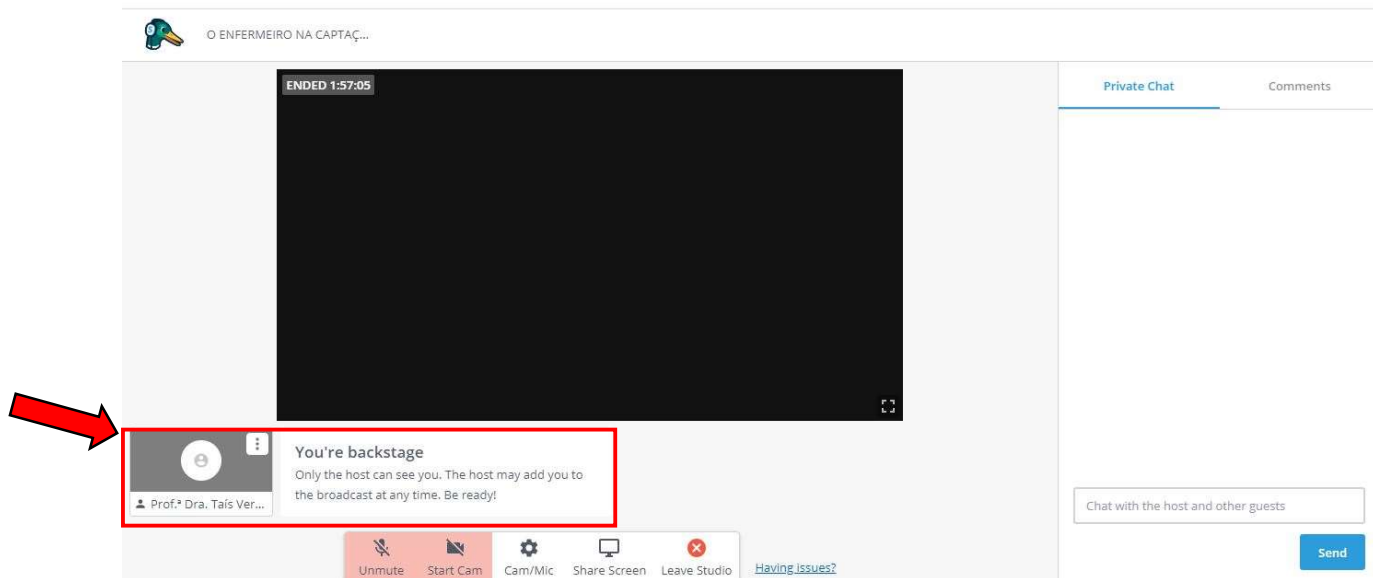 O ENFERMEIRO NA CAPTAÇ...
ENDED 1:57:05
Private Chat
Comments
You're backstage
Only the host can see you. The host may add you to
the broadcast at any time. Be ready!
Prof.ª Dra. Taís Ver...
Chat with the host and other guests
Send
Unmute
Start Cam
Cam/Mic
Share Screen
Leave Studio
Having issues?